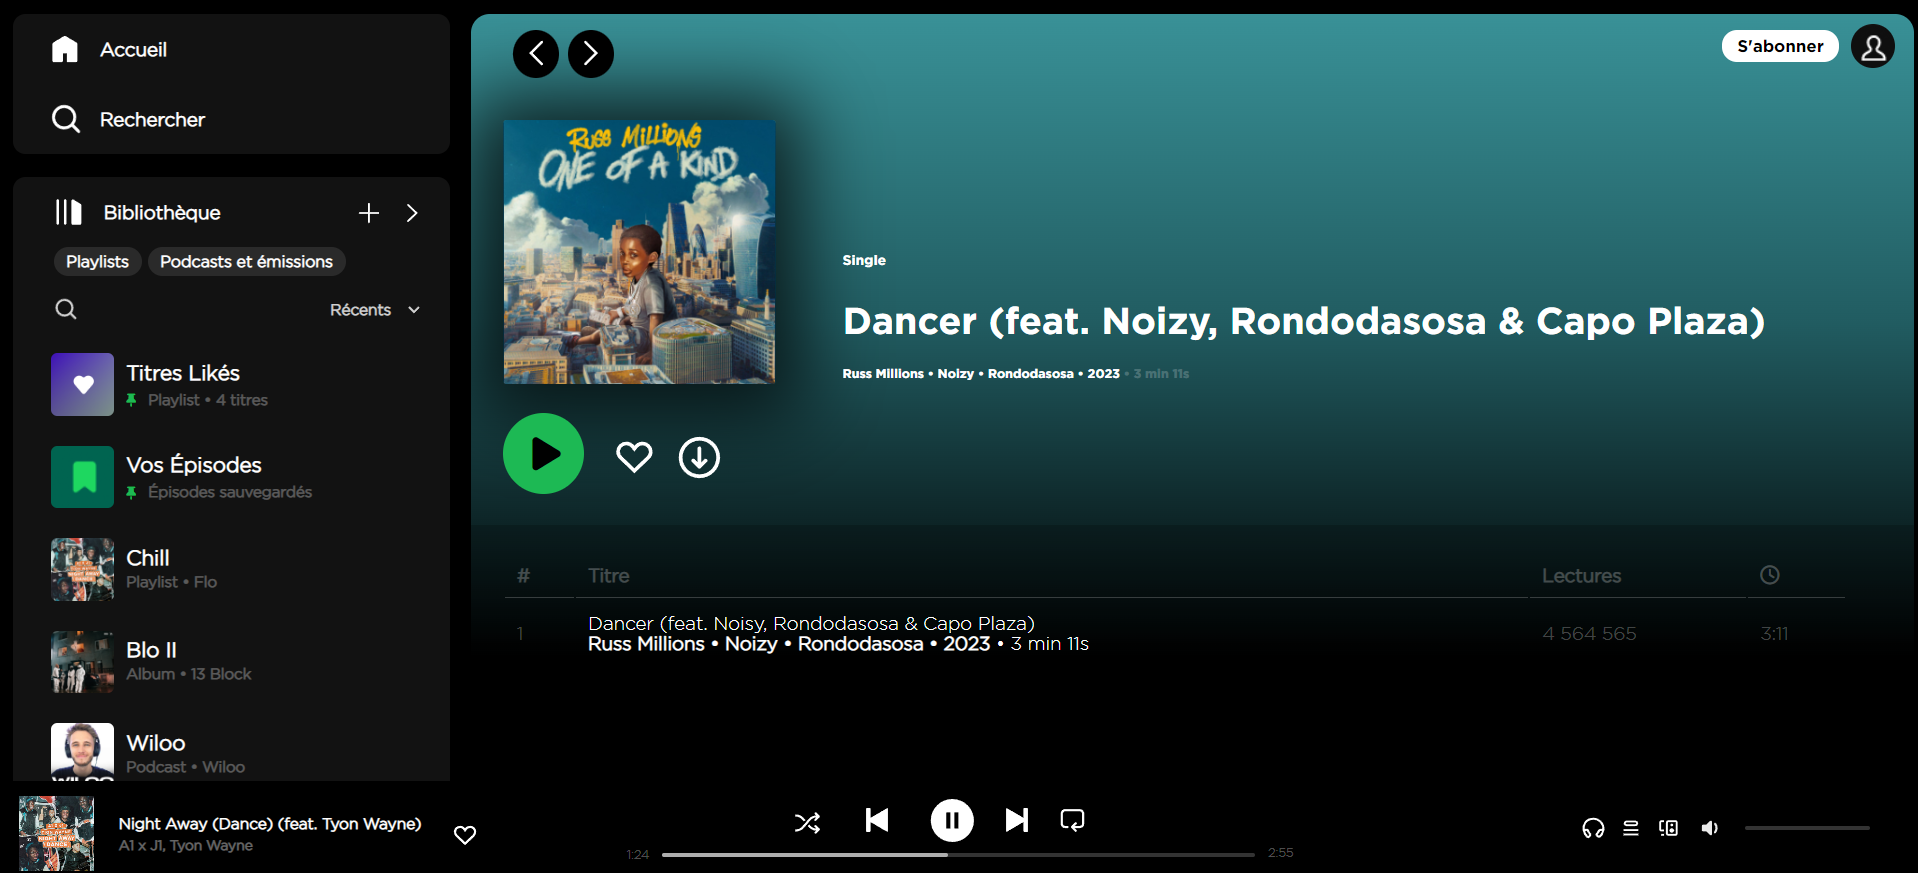 Accueil
Rechercher
Bibliothèque
Playlists
Podcasts et émissions
Récents
Titres Likés
Playlist • 4 titres
Vos Épisodes
Épisodes sauvegardés
Chill
Playlist • Flo
Blo II
Album • 13 Block
Wiloo
Podcast • Wiloo
S'abonner
RUSS MILLIONS
ONE OF A KIND
Single
Dancer (feat. Noizy, Rondodasosa & Capo Plaza)
Russ Millions • Noizy • Rondodasosa • 2023 • 3 min 11s
# Titre Lectures
1 Dancer (feat. Noisy, Rondodasosa & Capo Plaza) 4 564 565 3:11
Russ Millions • Noizy • Rondodasosa • 2023 • 3 min 11s
Night Away (Dance) (feat. Tyon Wayne)
A1 x J1, Tyon Wayne
1:24
2:55